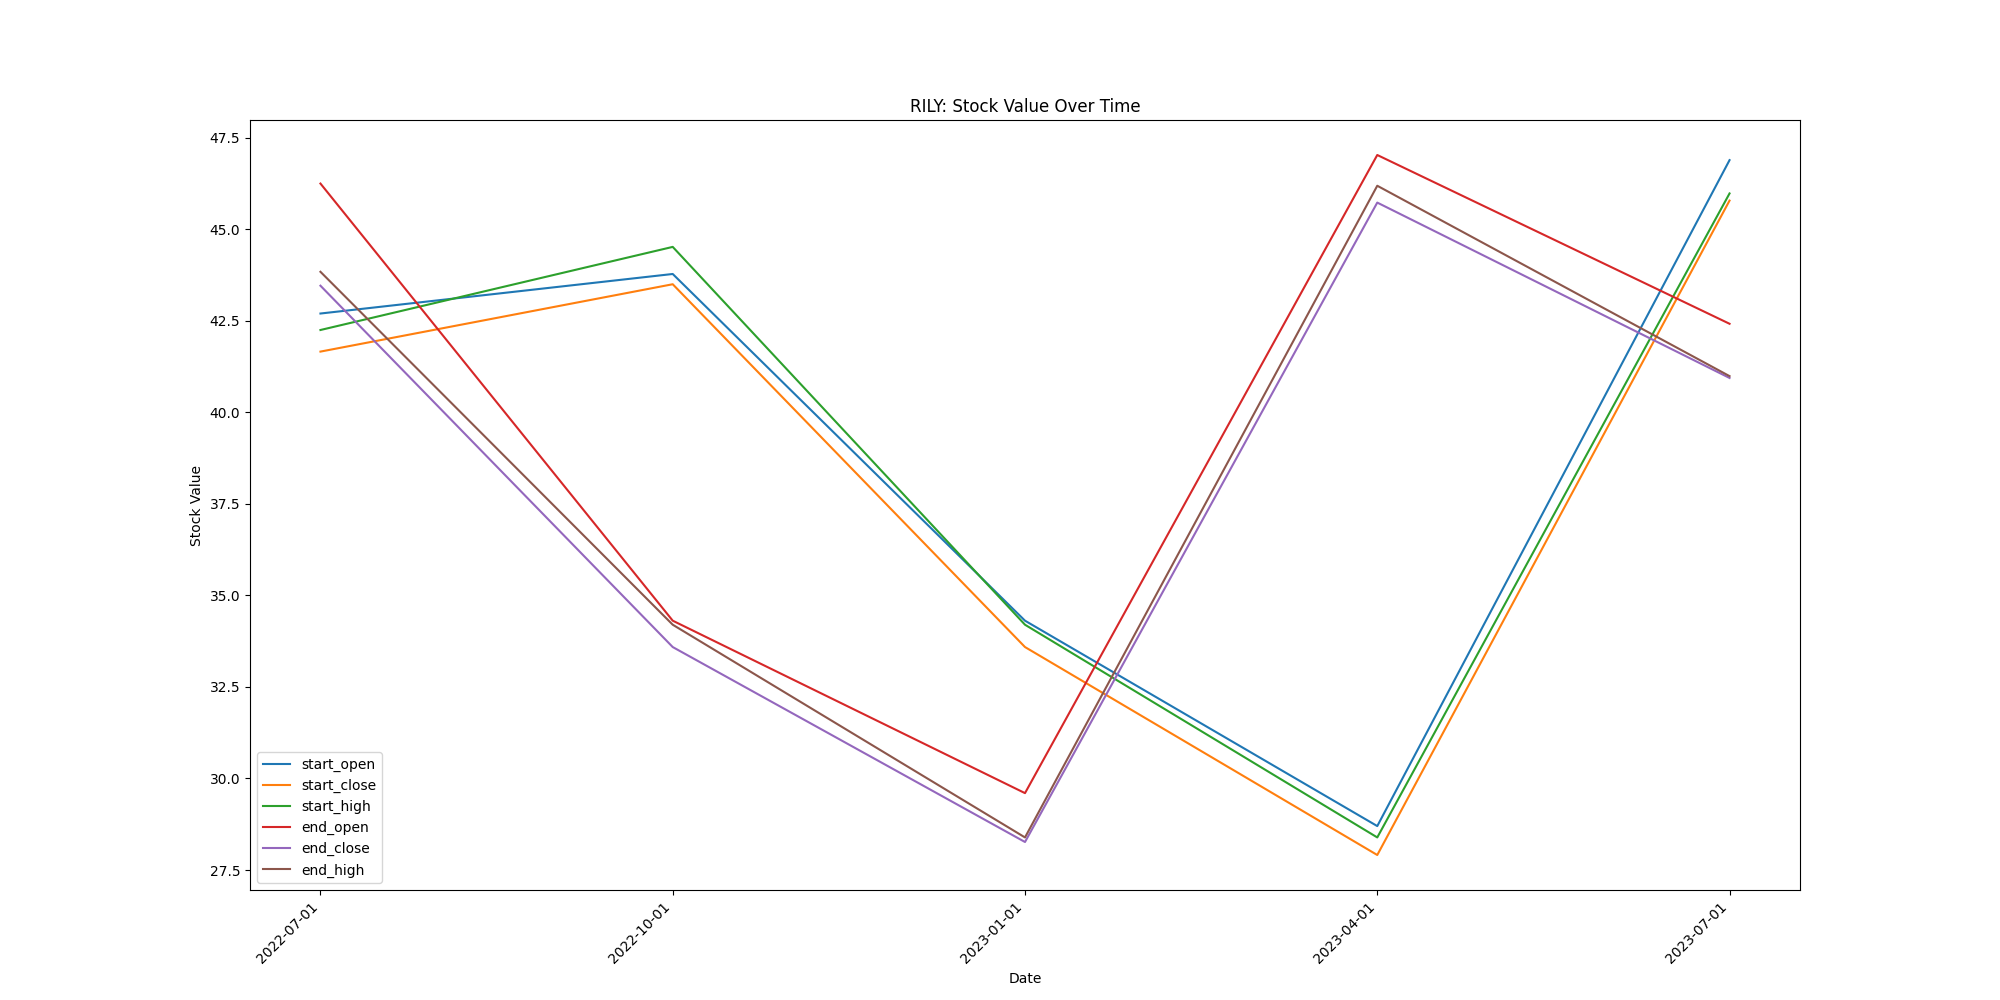 RILY: Stock Value Over Time
47.5
45.0
42.5
40.0
37.5
35.0
32.5
30.0
27.5
Stock Value
start_open
start_close
start_high
end_open
end_close
end_high
2022-07-01
2022-10-01
2023-01-01
2023-04-01
2023-07-01
Date